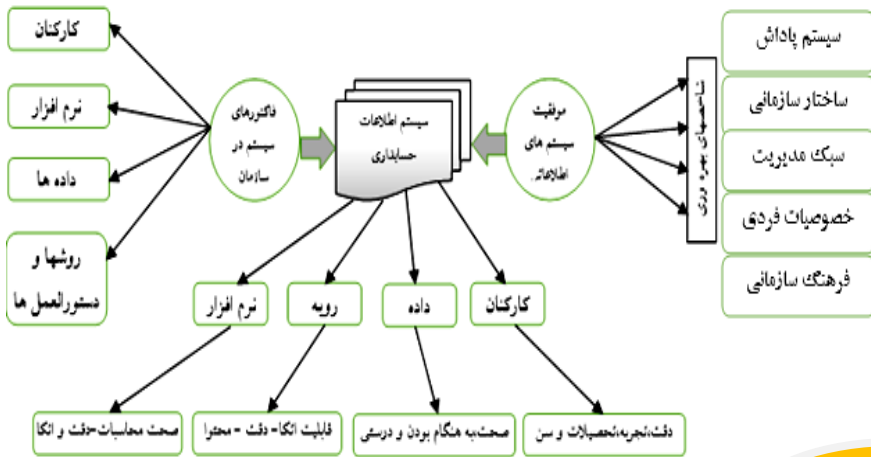 سیستم پاداش
ساختار سازمانی
سبک مدیریت
خصوصیات فردی
فرهنگ سازمانی
شاخصهای بهره وری
موفقیت
سیستم های
اطلاعاتی.
سیستم اطلاعات
حسابداری
فاکتورهای
سیستم در
سازمان
کارکنان
نرم افزار
داده ها
روشها و
دستورالعمل ها
کارکنان
داده
رویه
نرم افزار
دقت،تجربه،تحصیلات و سن
صحت،به هنگام بودن و درستی
قابلیت اتکا- دقت - محتوا
صحت محاسبات-دقت و اتکا